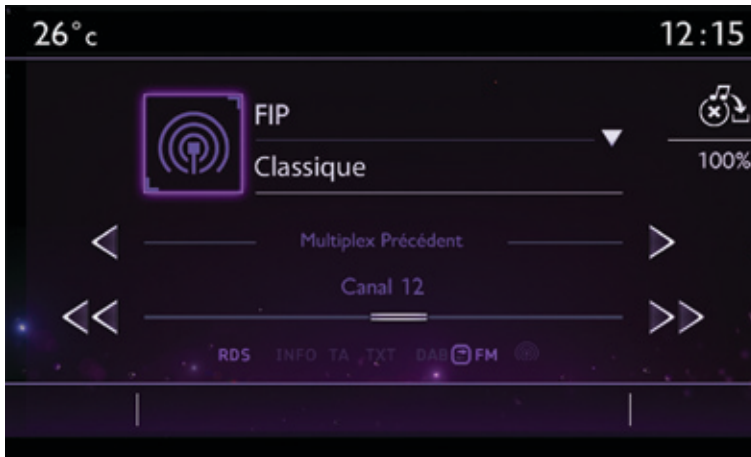 26°c 12:15
FIP
Classique
100%
Multiplex Précédent
Canal 12
RDS INFO TA TXT DAB FM